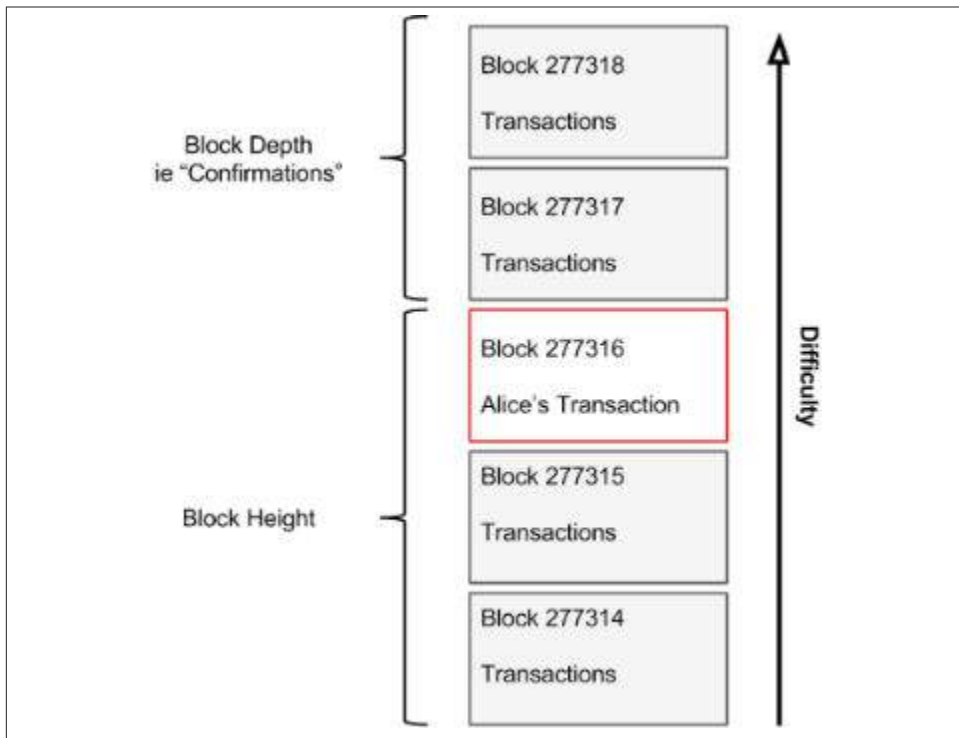 Block 277318
Transactions
Block Depth
ie “Confirmations”
Block 277317
Transactions
Block 277316
Alice’s Transaction
Difficulty
Block 277315
Transactions
Block Height
Block 277314
Transactions